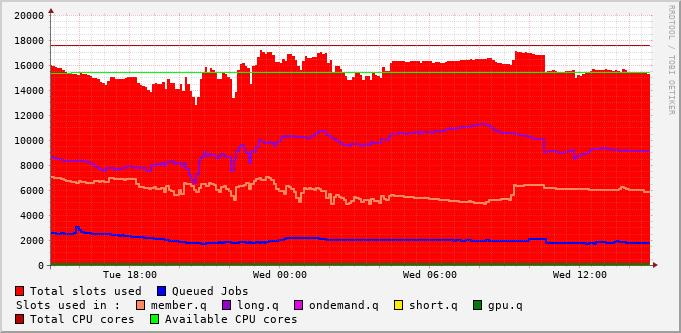 RRDTOOL / TOBI OETIKER
20000
18000
16000
14000
12000
10000
8000
6000
4000
2000
0
Tue 18:00 Wed 00:00 Wed 06:00 Wed 12:00
Total slots used Queued Jobs
Slots used in : member.q long.q ondemand.q short.q gpu.q
Total CPU cores
Available CPU cores